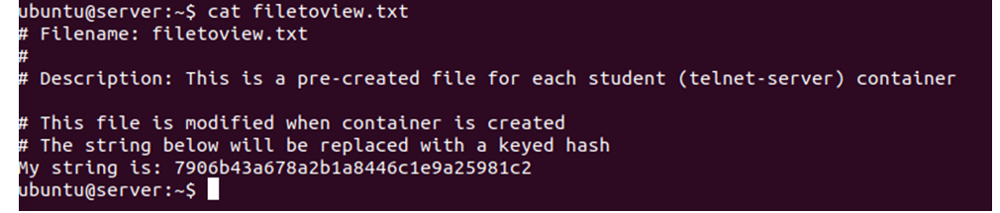 ubuntu@server:~$ cat filetoview.txt
# Filename: filetoview.txt
#
# Description: This is a pre-created file for each student (telnet-server) container
# This file is modified when container is created
# The string below will be replaced with a keyed hash
My string is: 7906b43a678a2b1a8446c1e9a25981c2
ubuntu@server:~$